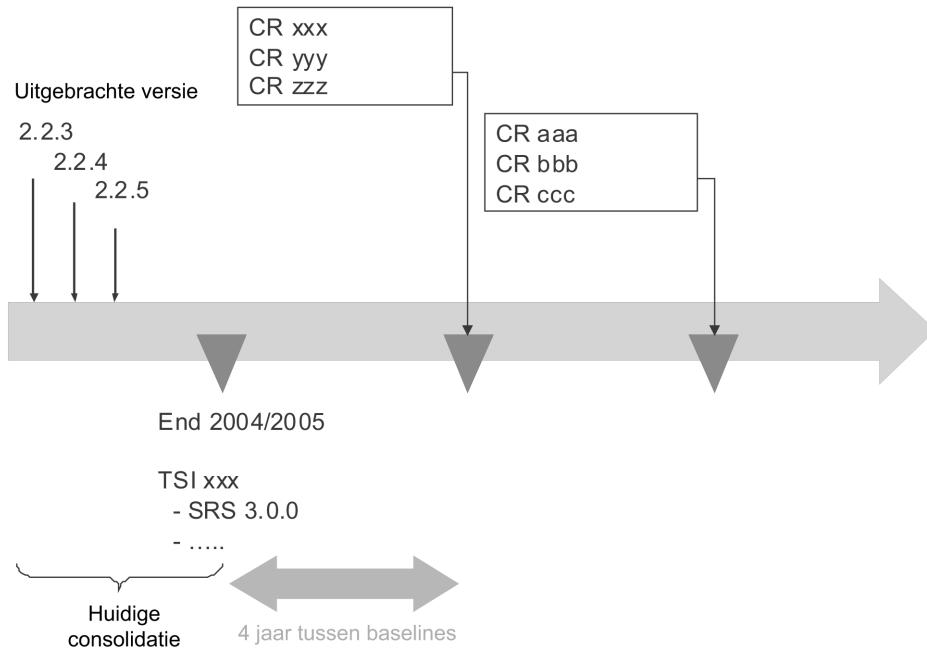 CR xxx
CR yyy
CR zzz
Uitgebrachte versie
2.2.3
2.2.4
2.2.5
CR aaa
CR bbb
CR ccc
End 2004/2005
TSI xxx
- SRS 3.0.0
- .....
Huidige
consolidatie
4 jaar tussen baselines